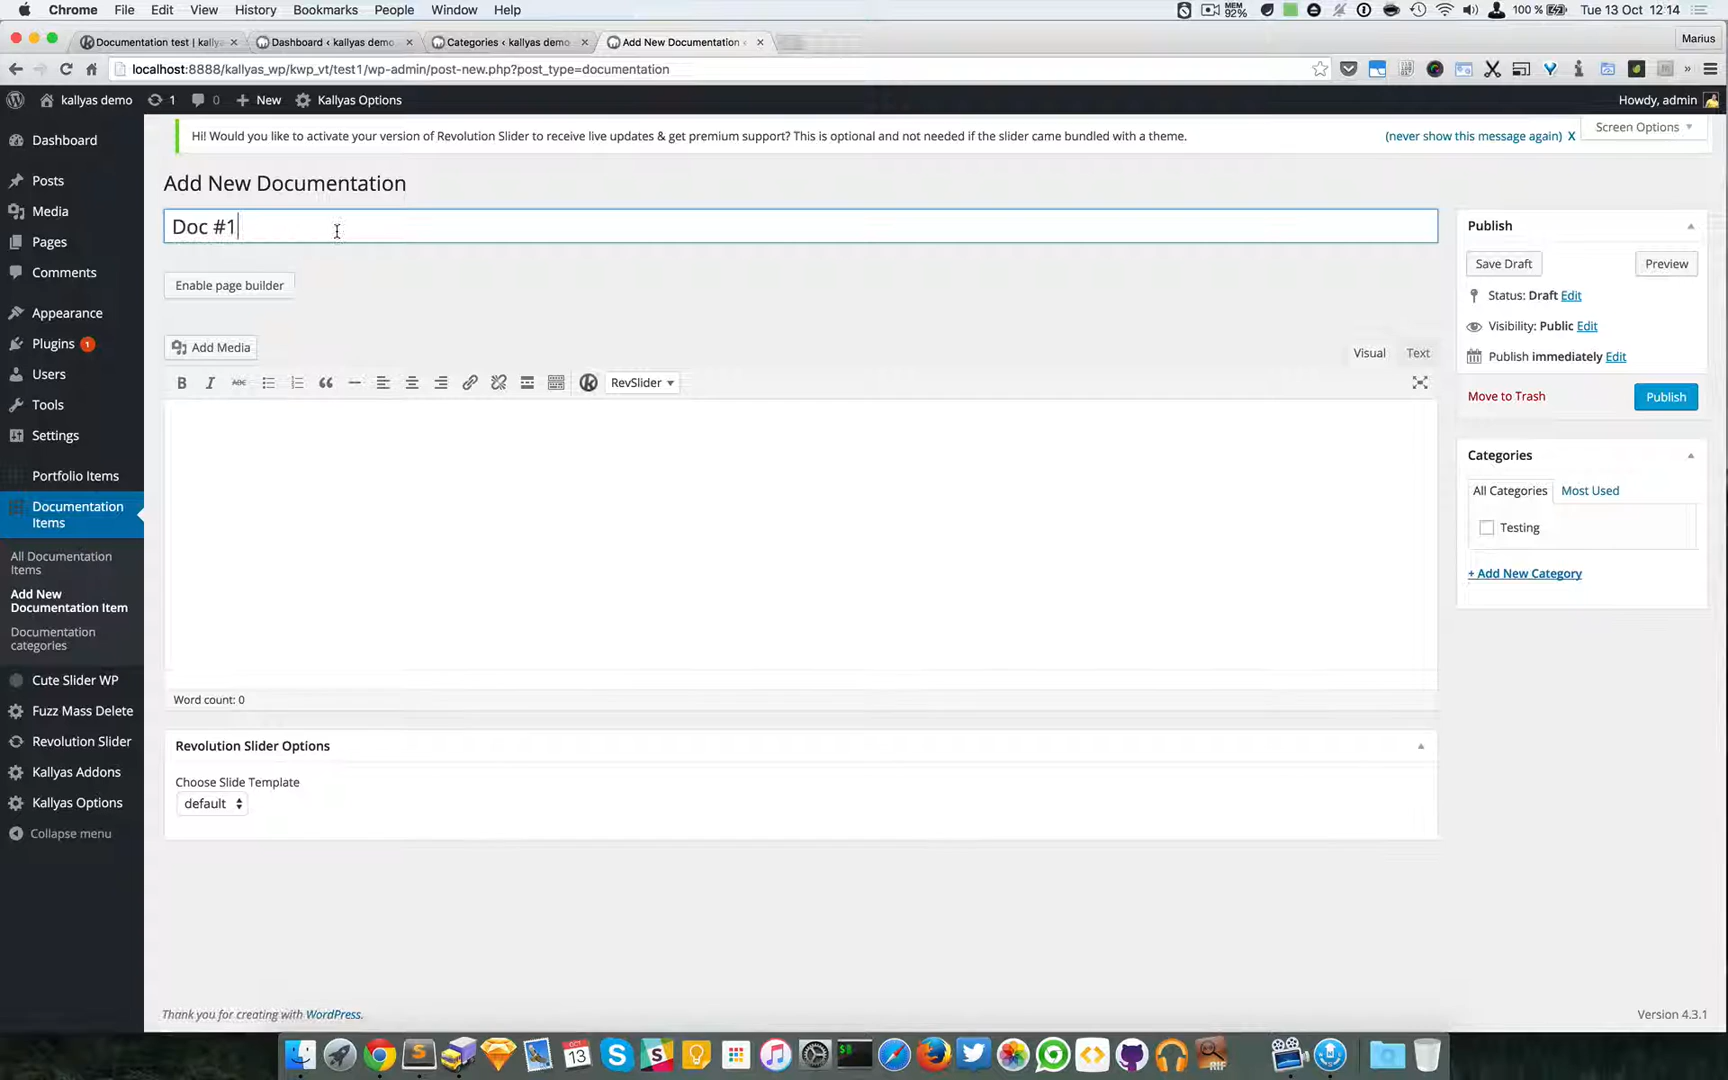 Chrome File Edit View History Bookmarks People Window Help
MEM 92% 100 % Tue 13 Oct 12:14
Documentation test | kally
Dashboard ‹ kallyas demo
Categories ‹ kallyas demo
Add New Documentation ‹
Marius
localhost:8888/kallyas_wp/kwp_vt/test1/wp-admin/post-new.php?post_type=documentation
kallyas demo 1 0 New Kallyas Options
Howdy, admin
Hi! Would you like to activate your version of Revolution Slider to receive live updates & get premium support? This is optional and not needed if the slider came bundled with a theme.
(never show this message again) X
Screen Options
Dashboard
Posts
Media
Pages
Comments
Appearance
Plugins 1
Users
Tools
Settings
Portfolio Items
Documentation
Items
All Documentation
Items
Add New
Documentation Item
Documentation
categories
Cute Slider WP
Fuzz Mass Delete
Revolution Slider
Kallyas Addons
Kallyas Options
Collapse menu
Add New Documentation
Doc #1
Enable page builder
Add Media
Visual Text
B I ABC RevSlider
Word count: 0
Revolution Slider Options
Choose Slide Template
default
Publish
Save Draft Preview
Status: Draft Edit
Visibility: Public Edit
Publish immediately Edit
Move to Trash Publish
Categories
All Categories Most Used
Testing
+ Add New Category
Thank you for creating with WordPress.
Version 4.3.1
13
RIF